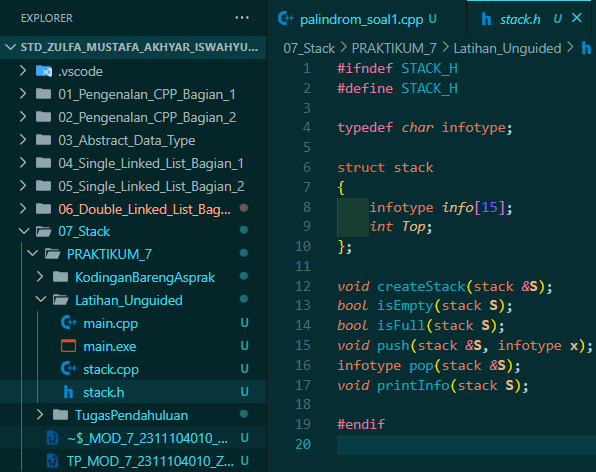 EXPLORER
...
STD_ZULFA_MUSTAFA_AKHYAR_ISWAHYU...
.vscode
01_Pengenalan_CPP_Bagian_1
02_Pengenalan_CPP_Bagian_2
03_Abstract_Data_Type
04_Single_Linked_List_Bagian_1
05_Single_Linked_List_Bagian_2
06_Double_Linked_List_Bag...
07_Stack
PRAKTIKUM_7
KodinganBarengAsprak
Latihan_Unguided
main.cpp U
main.exe U
stack.cpp U
stack.h U
TugasPendahuluan
~$_MOD_7_2311104010_... U
TP_MOD_7_2311104010_Z... U
palindrom_soal1.cpp U
stack.h U
07_Stack > PRAKTIKUM_7 > Latihan_Unguided > h
1 #ifndef STACK_H
2 #define STACK_H
3
4 typedef char infotype;
5
6 struct stack
7 {
8 infotype info[15];
9 int Top;
10 };
11
12 void createStack(stack &S);
13 bool isEmpty(stack S);
14 bool isFull(stack S);
15 void push(stack &S, infotype x);
16 infotype pop(stack &S);
17 void printInfo(stack S);
18
19 #endif
20